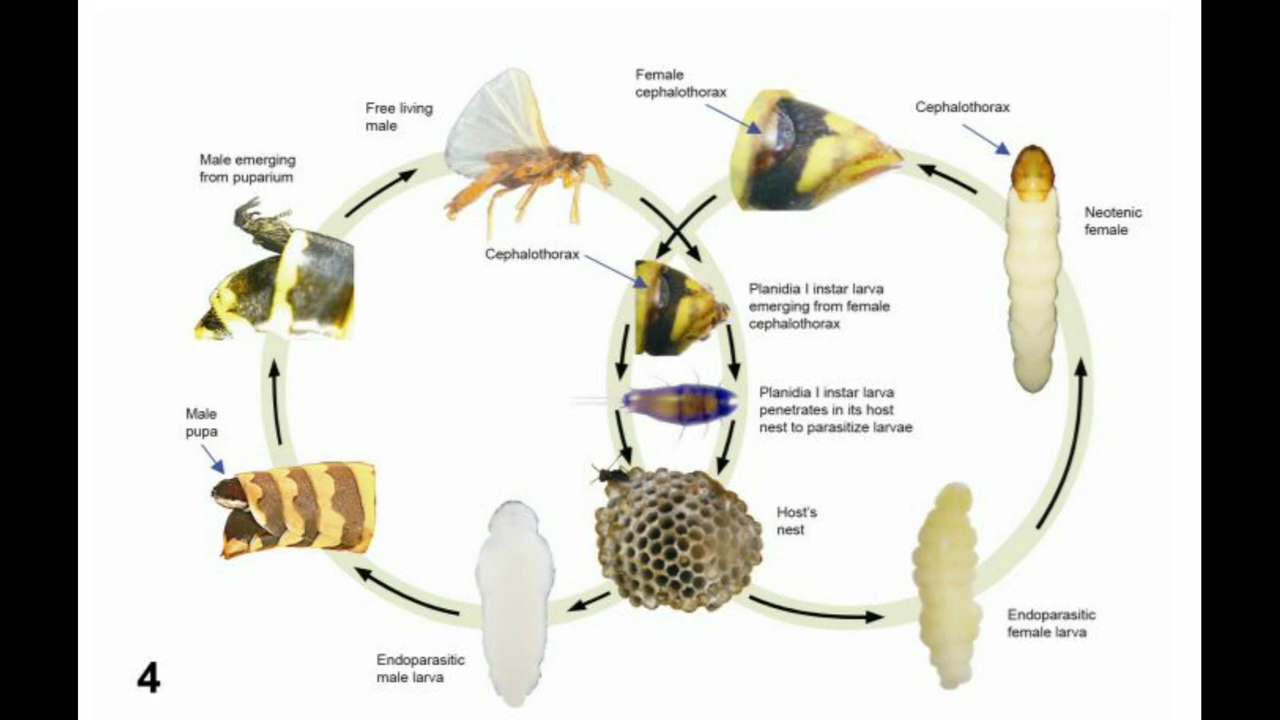 Female
cephalothorax
Cephalothorax
Free living
male
Male emerging
from puparium
Neotenic
female
Cephalothorax
Planidia I instar larva
emerging from female
cephalothorax
Planidia I instar larva
penetrates in its host
nest to parasitize larvae
Male
pupa
Host's
nest
Endoparasitic
female larva
Endoparasitic
male larva
4